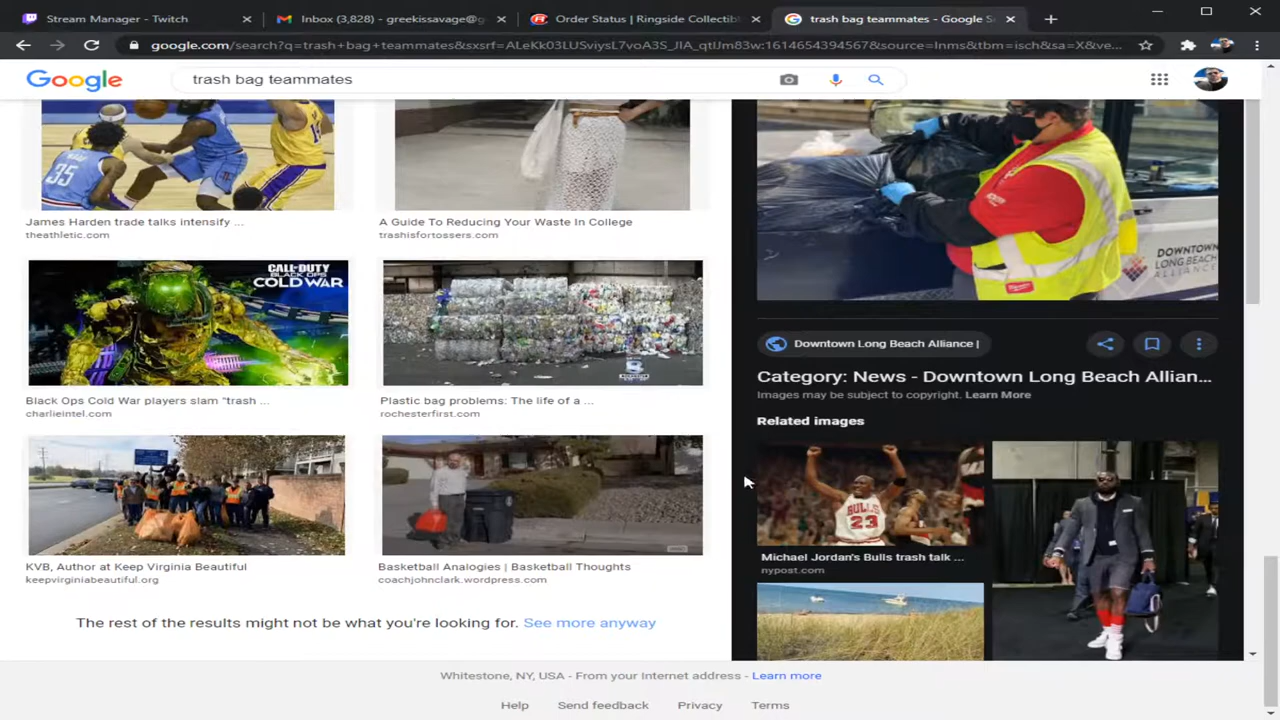 Stream Manager - Twitch
Inbox (3,828) - greekissavage@g
Order Status | Ringside Collectibl
trash bag teammates - Google Se
google.com/search?q=trash+bag+teammates&sxsrf=ALeKk03LUSviysL7voA3S_JIA_qtIJm83w:1614654394567&source=lnms&tbm=isch&sa=X&ve...
Google
trash bag teammates
35
James Harden trade talks intensify ...
theathletic.com
A Guide To Reducing Your Waste In College
trashisfortossers.com
DOWNTOWN
LONG BEACH
ALLIANCE
CALL•DUTY
BLACK OPS
COLD WAR
Black Ops Cold War players slam "trash ...
charlieintel.com
Plastic bag problems: The life of a ...
rochesterfirst.com
Downtown Long Beach Alliance |
Category: News - Downtown Long Beach Allian...
Images may be subject to copyright. Learn More
Related images
BULLS
23
Michael Jordan's Bulls trash talk ...
nypost.com
KVB, Author at Keep Virginia Beautiful
keepvirginiabeautiful.org
Basketball Analogies | Basketball Thoughts
coachjohnclark.wordpress.com
The rest of the results might not be what you're looking for. See more anyway
Whitestone, NY, USA - From your Internet address - Learn more
Help Send feedback Privacy Terms